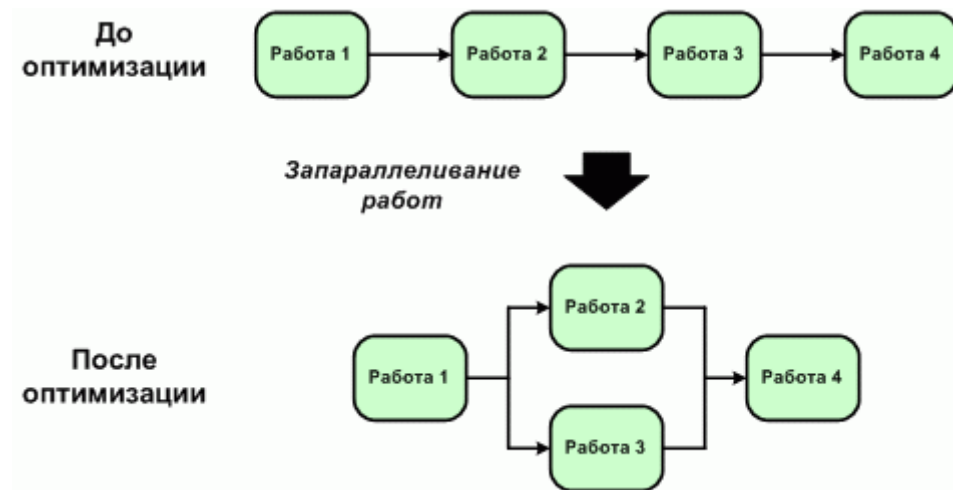 До
оптимизации
Работа 1
Работа 2
Работа 3
Работа 4
Запараллеливание
работ
После
оптимизации
Работа 1
Работа 2
Работа 3
Работа 4